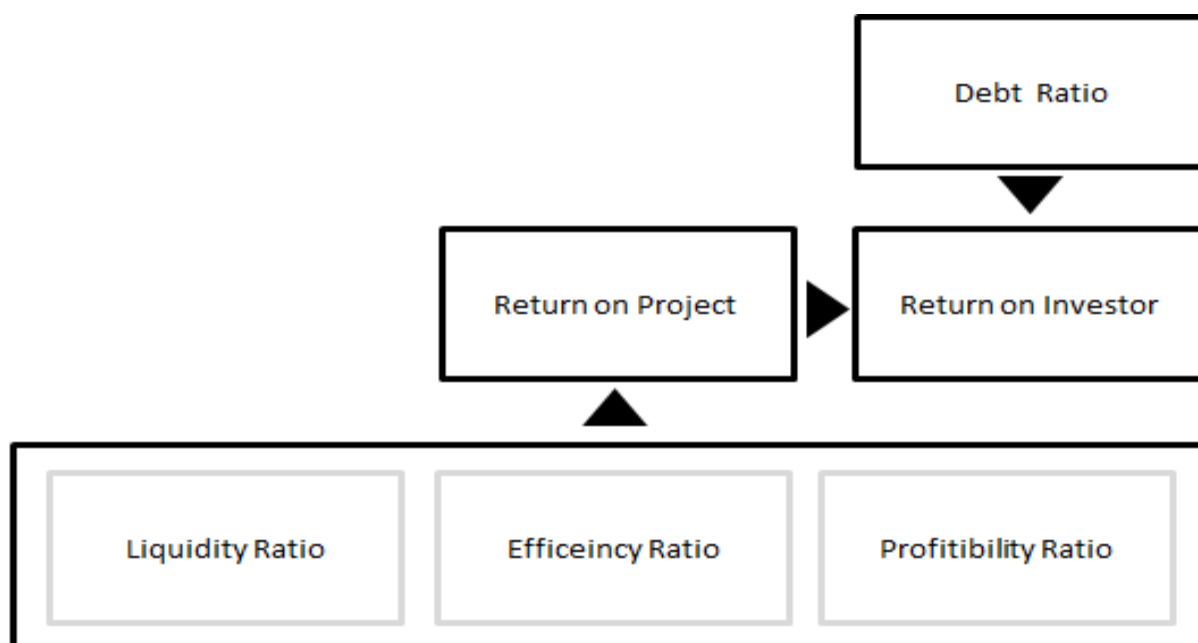 Debt Ratio
Return on Project
Return on Investor
Liquidity Ratio
Efficeincy Ratio
Profitibility Ratio